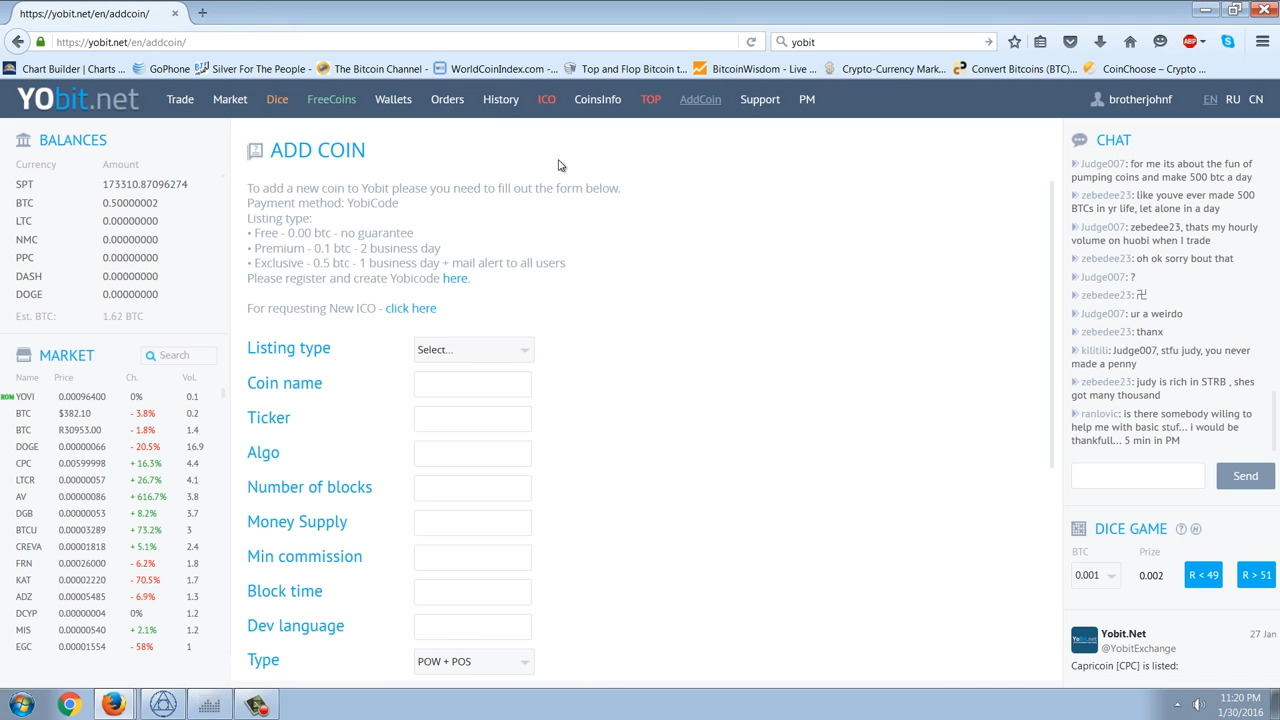 https://yobit.net/en/addcoin/
https://yobit.net/en/addcoin/
yobit
ABP
Chart Builder | Charts ...
GoPhone
Silver For The People - ...
The Bitcoin Channel - ...
WorldCoinIndex.com -...
Top and Flop Bitcoin t...
BitcoinWisdom - Live ...
Crypto-Currency Mark...
Convert Bitcoins (BTC)...
CoinChoose – Crypto ...
YObit.net
Trade
Market
Dice
FreeCoins
Wallets
Orders
History
ICO
CoinsInfo
TOP
AddCoin
Support
PM
brotherjohnf
EN RU CN
BALANCES
Currency Amount
SPT 173310.87096274
BTC 0.50000002
LTC 0.00000000
NMC 0.00000000
PPC 0.00000000
DASH 0.00000000
DOGE 0.00000000
Est. BTC: 1.62 BTC
MARKET
Search
Name Price Ch. Vol.
YOVI 0.00096400 0% 0.1
BTC $382.10 - 3.8% 0.2
BTC R30953.00 - 1.8% 1.4
DOGE 0.00000066 - 20.5% 16.9
CPC 0.00599998 + 16.3% 4.4
LTCR 0.00000057 + 26.7% 4.1
AV 0.00000086 + 616.7% 3.8
DGB 0.00000053 + 8.2% 3.7
BTCU 0.00003289 + 73.2% 3
CREVA 0.00001818 + 5.1% 2.4
FRN 0.00026000 - 6.2% 1.8
KAT 0.00002220 - 70.5% 1.7
ADZ 0.00005485 - 6.9% 1.3
DCYP 0.00000004 0% 1.2
MIS 0.00000540 + 2.1% 1.2
EGC 0.00001554 - 58% 1
ADD COIN
To add a new coin to Yobit please you need to fill out the form below.
Payment method: YobiCode
Listing type:
• Free - 0.00 btc - no guarantee
• Premium - 0.1 btc - 2 business day
• Exclusive - 0.5 btc - 1 business day + mail alert to all users
Please register and create Yobicode here.
For requesting New ICO - click here
Listing type Select...
Coin name
Ticker
Algo
Number of blocks
Money Supply
Min commission
Block time
Dev language
Type POW + POS
CHAT
Judge007: for me its about the fun of
pumping coins and make 500 btc a day
zebedee23: like youve ever made 500
BTCs in yr life, let alone in a day
Judge007: zebedee23, thats my hourly
volume on huobi when I trade
zebedee23: oh ok sorry bout that
Judge007: ?
zebedee23: 卍
Judge007: ur a weirdo
zebedee23: thanx
kilitili: Judge007, stfu judy, you never
made a penny
zebedee23: judy is rich in STRB , shes
got many thousand
ranlovic: is there somebody wiling to
help me with basic stuf... i would be
thankfull... 5 min in PM
Send
DICE GAME ?
BTC Prize
0.001 0.002 R < 49 R > 51
Yobit.Net 27 Jan
@YobitExchange
Capricoin [CPC] is listed:
11:20 PM
1/30/2016